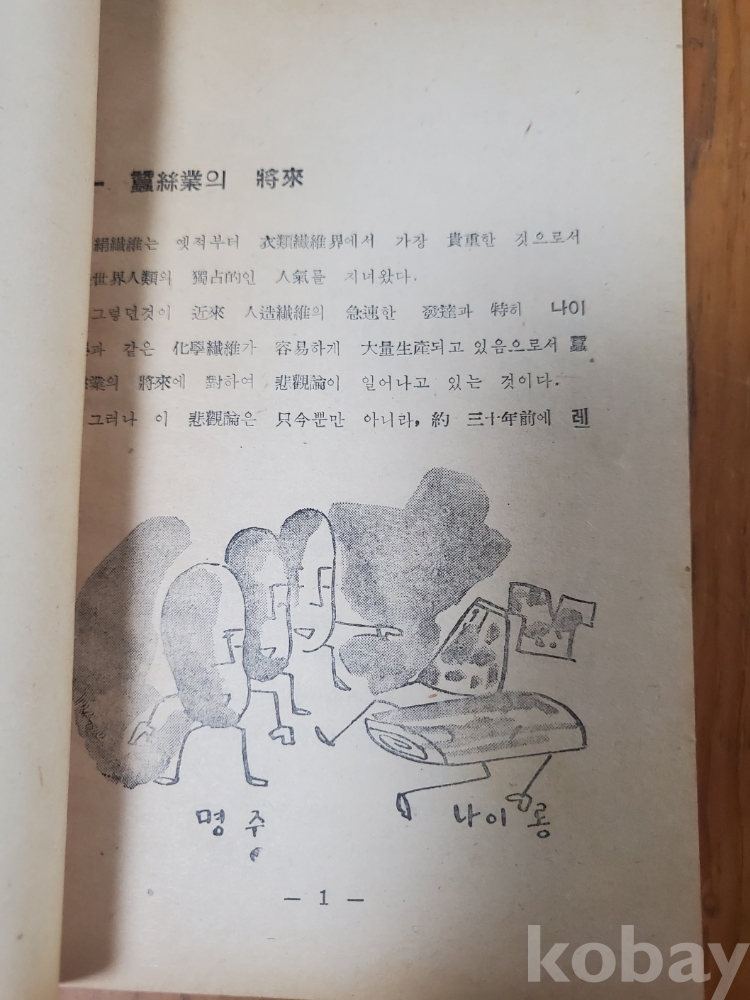 一 蠶絲業의 將來
絹纖維는 옛적부터 衣類纖維界에서 가장 貴重한 것으로서
世界人類의 獨占的인 人氣를 지녀왔다.
그렇던것이 近來 人造纖維의 急速한 發達과 特히 나이
과 같은 化學纖維가 容易하게 大量生產되고 있음으로서 蠶
業의 將來에 對하여 悲觀論이 일어나고 있는 것이다.
그러나 이 悲觀論은 只今뿐만 아니라, 約 三十年前에 레
명주
나이롱
— 1 —
kobay